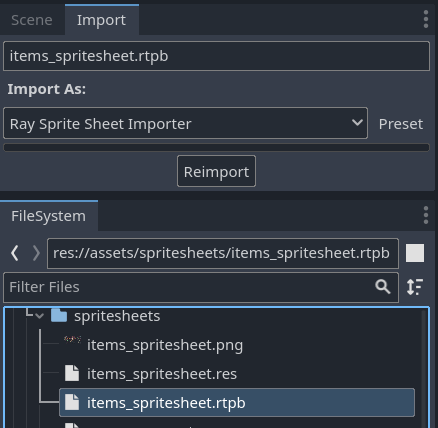 Scene Import
items_spritesheet.rtpb
Import As:
Ray Sprite Sheet Importer Preset
Reimport
FileSystem
res://assets/spritesheets/items_spritesheet.rtpb
Filter Files
spritesheets
items_spritesheet.png
items_spritesheet.res
items_spritesheet.rtpb